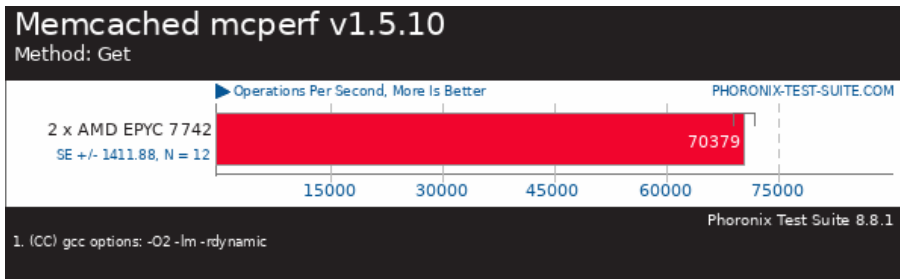 Memcached mcperf v1.5.10
Method: Get
Operations Per Second, More Is Better PHORONIX-TEST-SUITE.COM
2 x AMD EPYC 7742
70379
SE +/- 1411.88, N = 12
15000 30000 45000 60000 75000
Phoronix Test Suite 8.8.1
1. (CC) gcc options: -O2 -lm -rdynamic